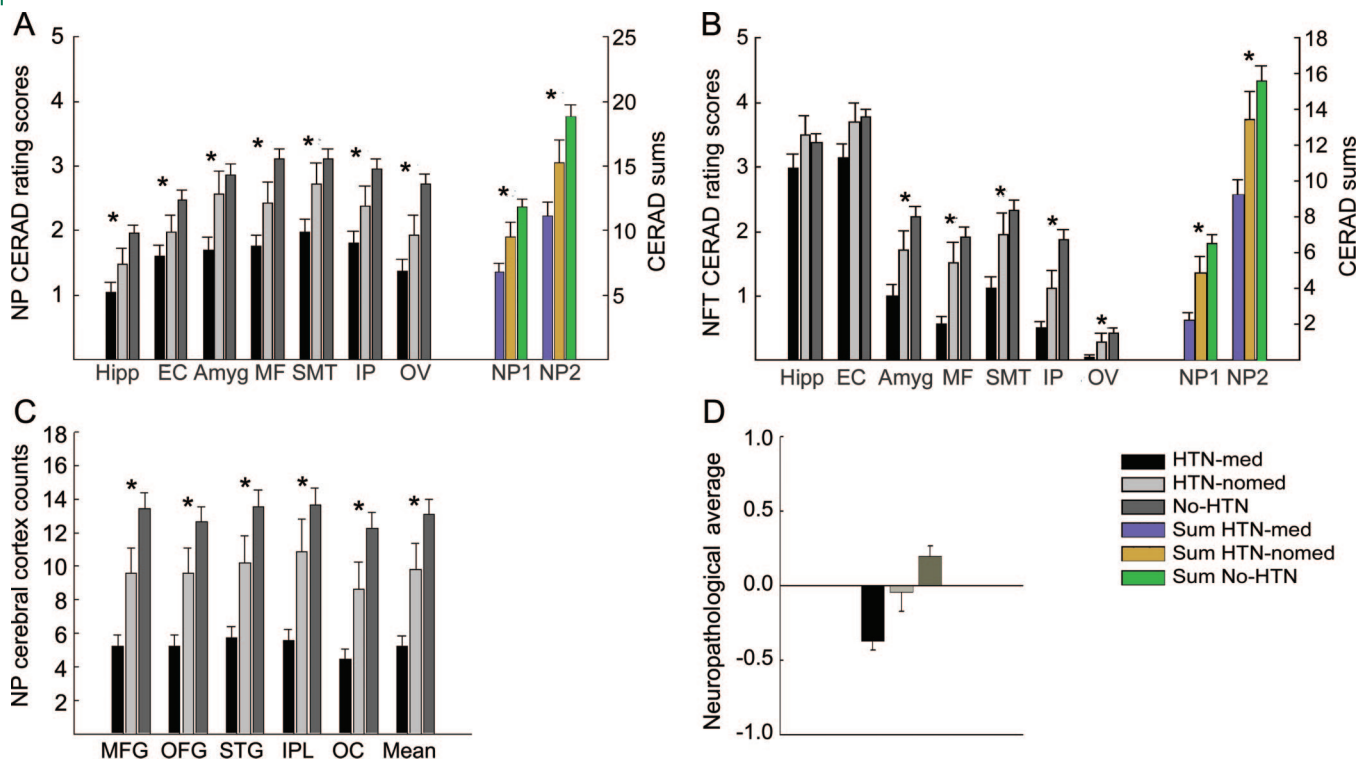 A
B
NP CERAD rating scores
5
4
3
2
1
25
20
15
10
5
CERAD sums
* * * * * * * * *
Hipp EC Amyg MF SMT IP OV NP1 NP2
NFT CERAD rating scores
5
4
3
2
1
18
16
14
12
10
8
6
4
2
CERAD sums
* * * * * * *
Hipp EC Amyg MF SMT IP OV NP1 NP2
C
NP cerebral cortex counts
18
16
14
12
10
8
6
4
2
* * * * * *
MFG OFG STG IPL OC Mean
D
Neuropathological average
1.0
0.5
0.0
-0.5
-1.0
HTN-med
HTN-nomed
No-HTN
Sum HTN-med
Sum HTN-nomed
Sum No-HTN